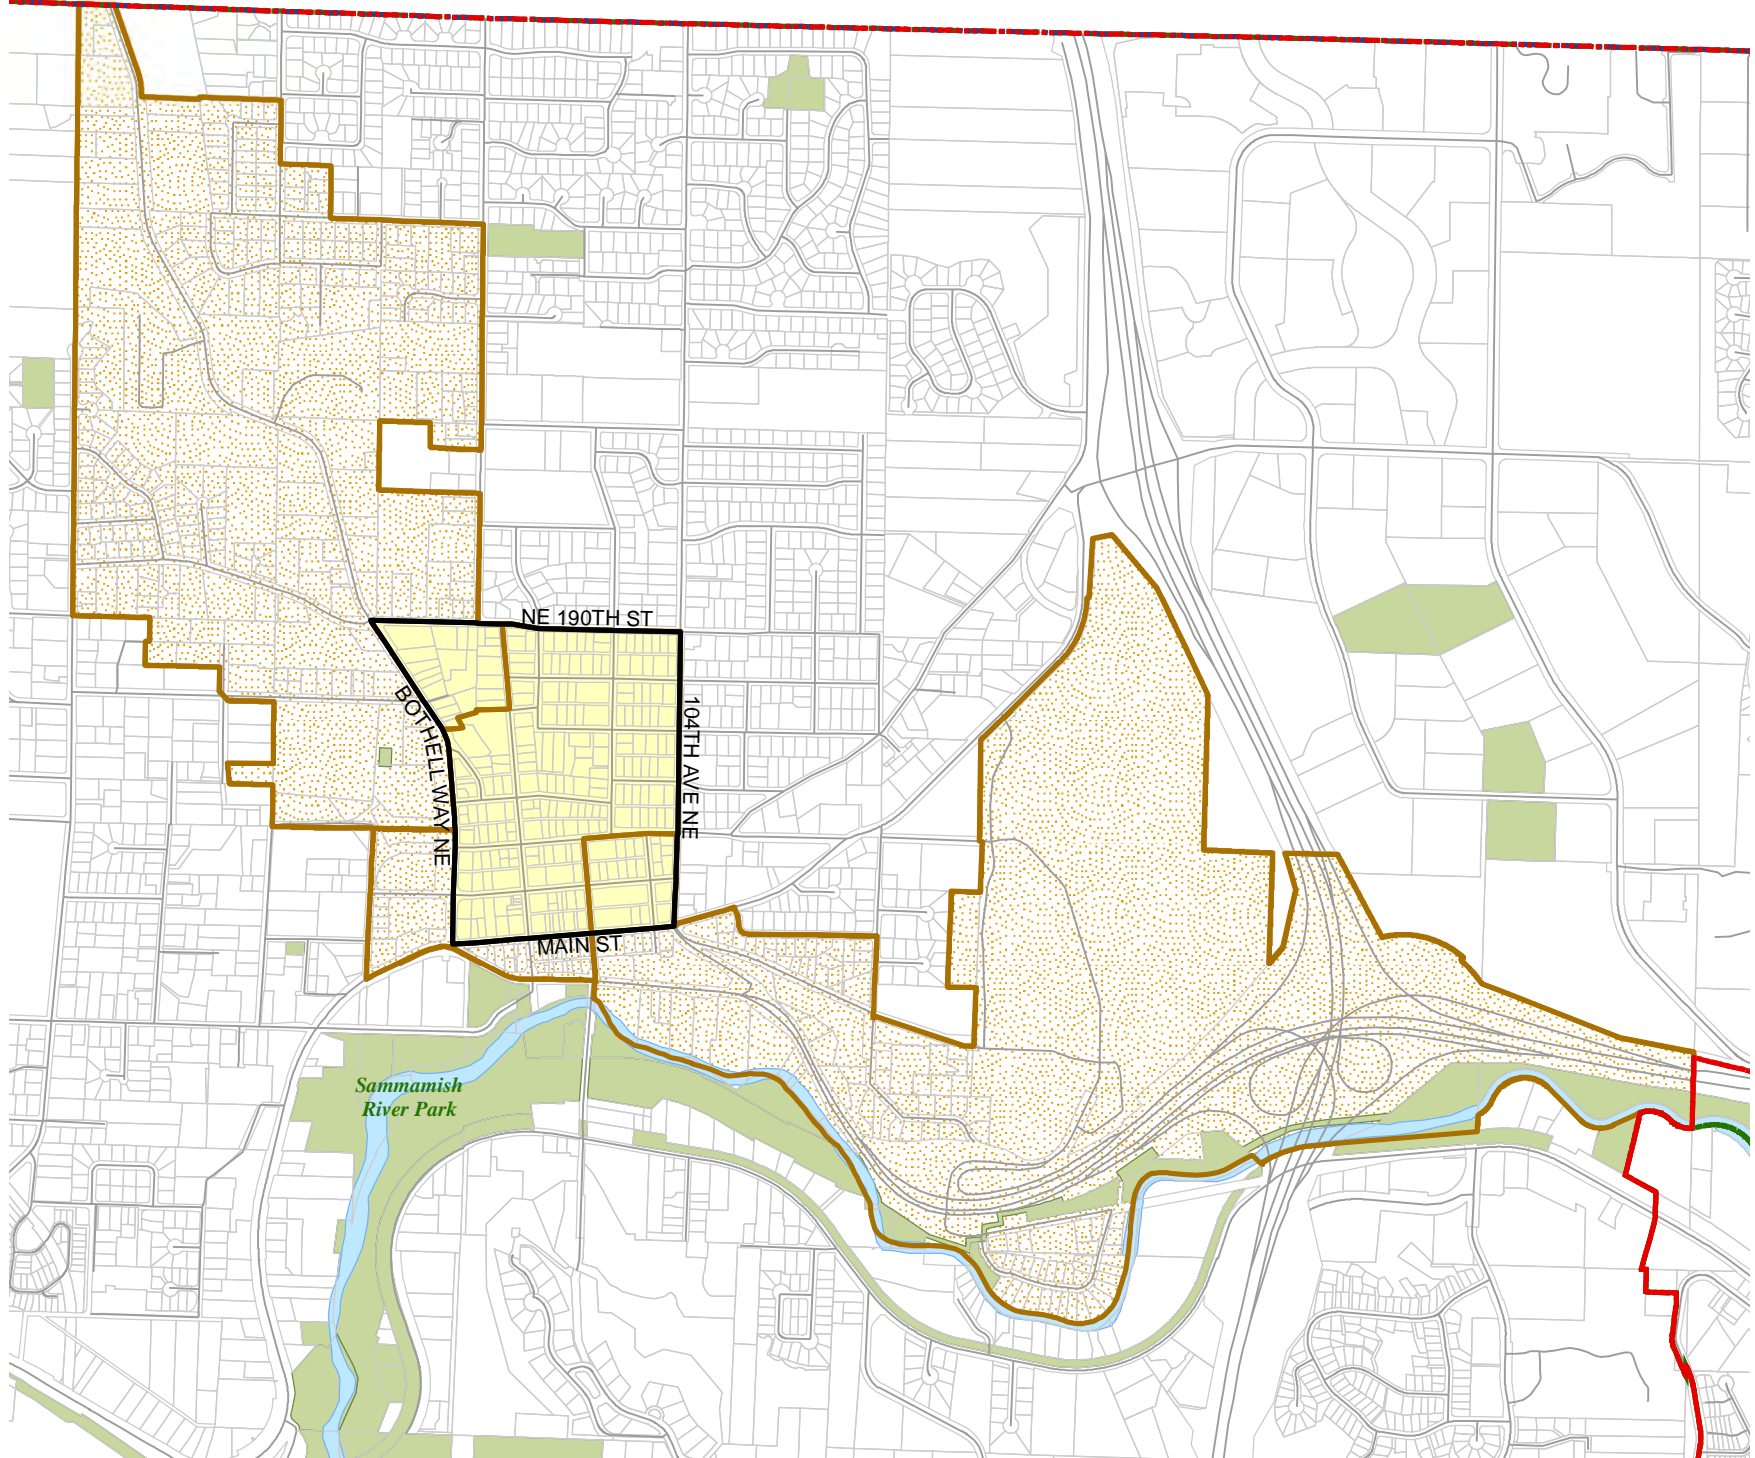 NE 190TH ST
BOTHELL WAY NE
104TH AVE NE
MAIN ST
Sammamish
River Park